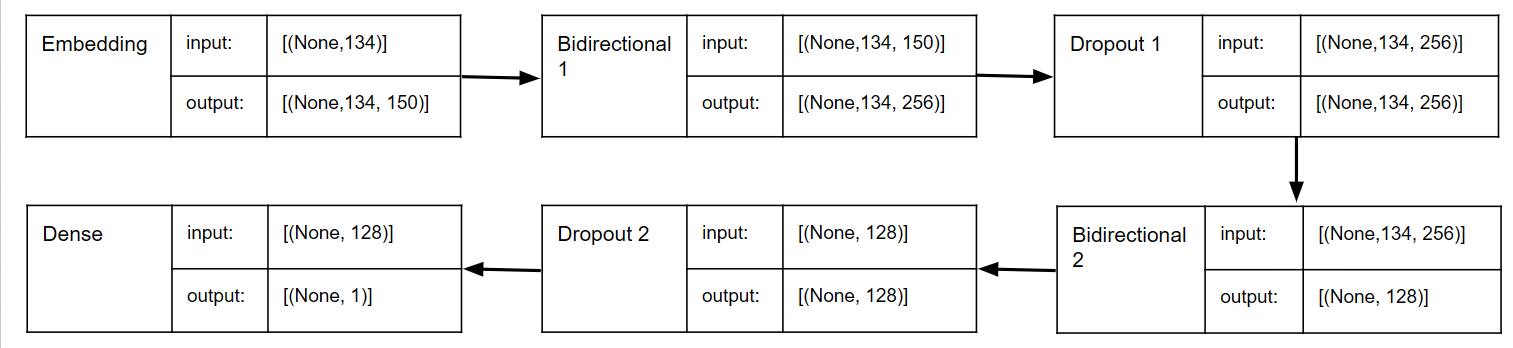 Embedding
input:
[(None,134)]
output:
[(None,134, 150)]
Bidirectional
1
input:
[(None,134, 150)]
output:
[(None,134, 256)]
Dropout 1
input:
[(None,134, 256)]
output:
[(None,134, 256)]
Bidirectional
2
input:
[(None,134, 256)]
output:
[(None, 128)]
Dropout 2
input:
[(None, 128)]
output:
[(None, 128)]
Dense
input:
[(None, 128)]
output:
[(None, 1)]